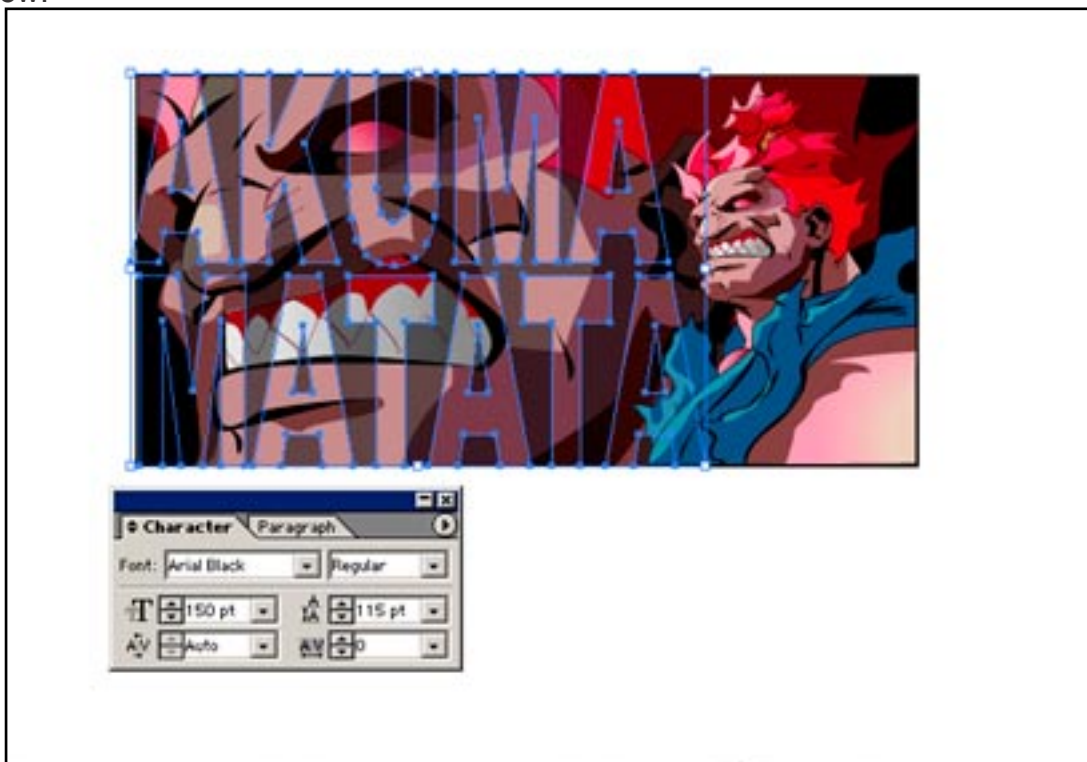 AKUMA
MATATA
Character Paragraph
Font: Arial Black Regular
150 pt 115 pt
Auto 0